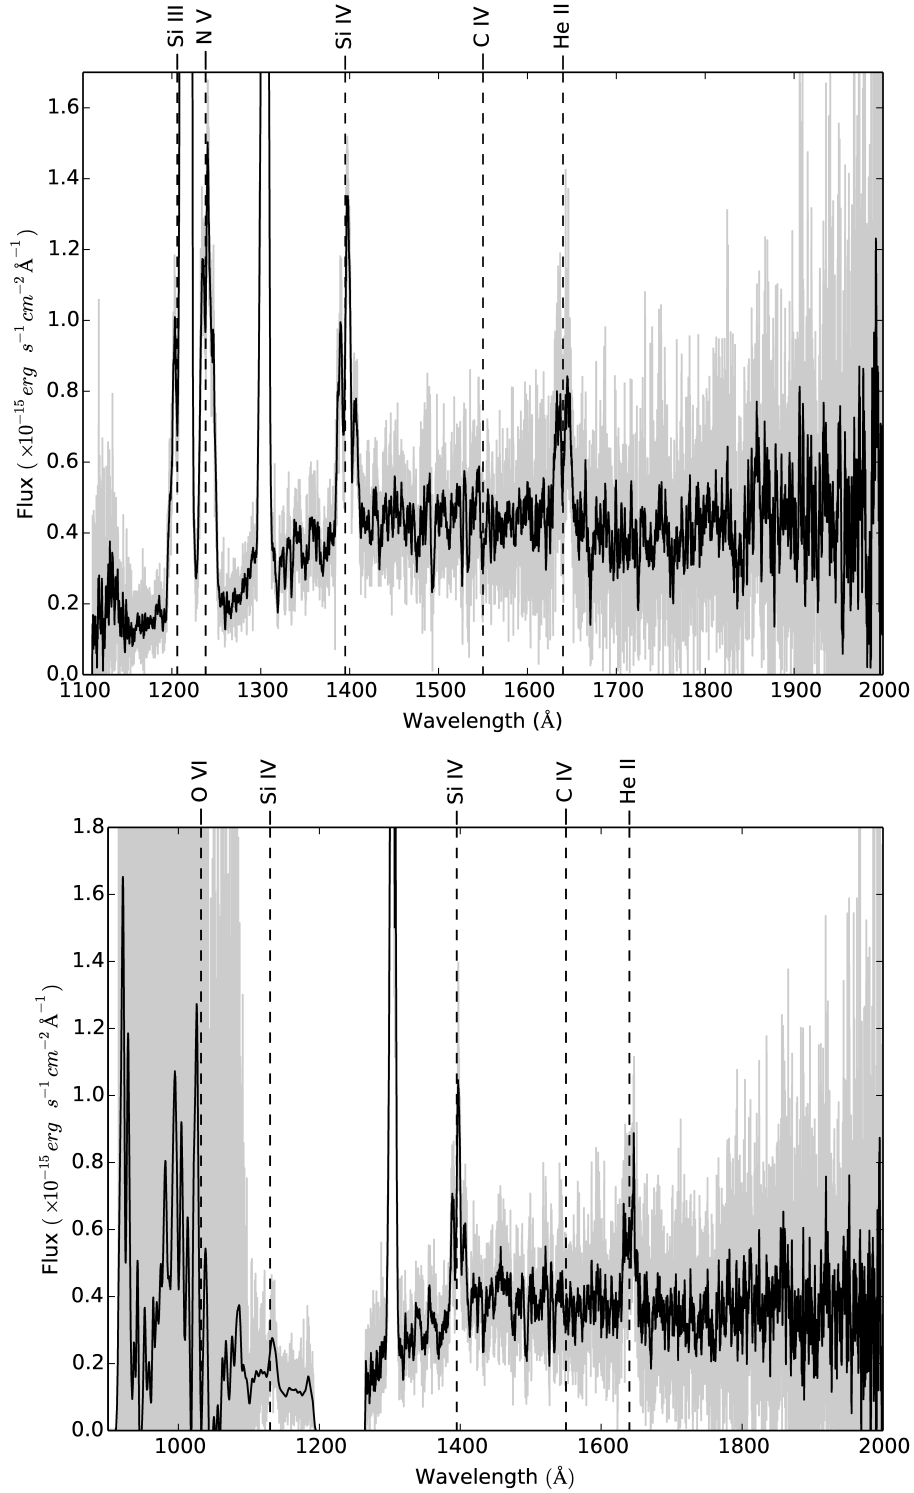 Si III N V Si IV C IV He II
1.6
1.4
1.2
1.0
0.8
0.6
0.4
0.2
0.0
Flux ( ×10⁻¹⁵ erg s⁻¹ cm⁻² Å⁻¹ )
1100 1200 1300 1400 1500 1600 1700 1800 1900 2000
Wavelength (Å)
O VI Si IV Si IV C IV He II
1.8
1.6
1.4
1.2
1.0
0.8
0.6
0.4
0.2
0.0
Flux ( ×10⁻¹⁵ erg s⁻¹ cm⁻² Å⁻¹ )
1000 1200 1400 1600 1800 2000
Wavelength (Å)